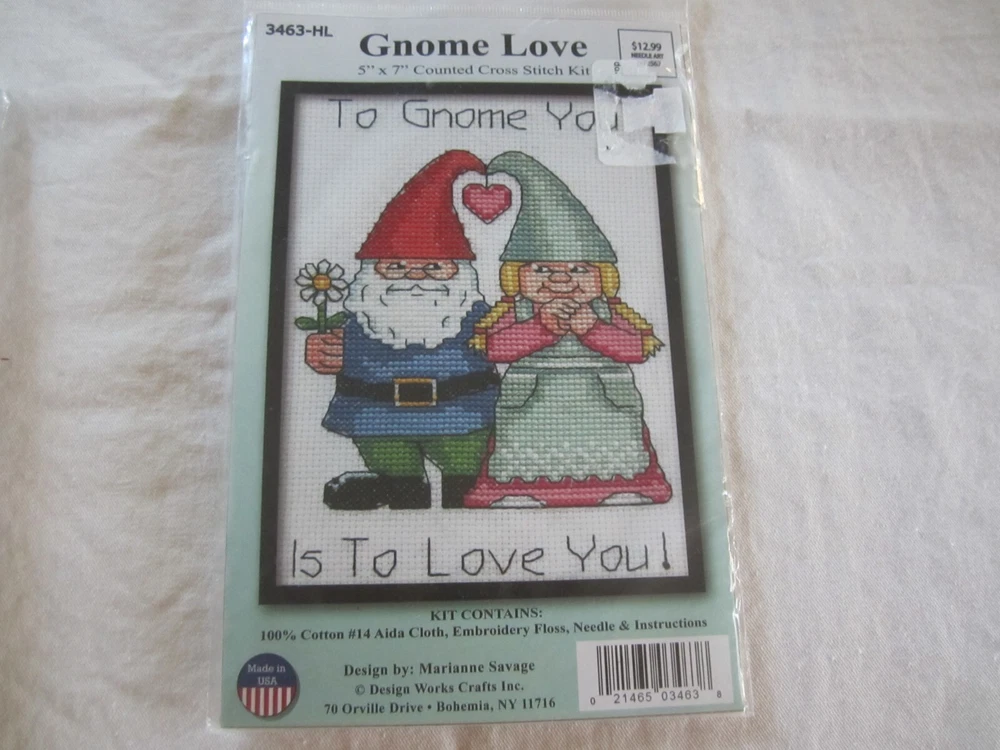 3463-HL
Gnome Love
5" x 7" Counted Cross Stitch Kit
$12.99
NEEDLE ART
To Gnome You
Is To Love You!
KIT CONTAINS:
100% Cotton #14 Aida Cloth, Embroidery Floss, Needle & Instructions
Made in
USA
Design by: Marianne Savage
© Design Works Crafts Inc.
70 Orville Drive • Bohemia, NY 11716
0 21465 03463 8